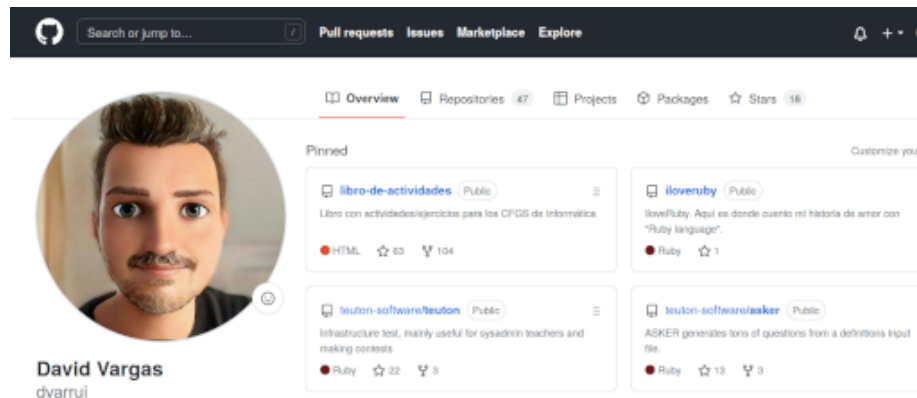 Search or jump to... /
Pull requests Issues Marketplace Explore
Overview Repositories 47 Projects Packages Stars 18
Pinned
Customize you
libro-de-actividades Public
Libro con actividades/ejercicios para los CFGS de Informática
HTML 63 104
iloveruby Public
IloveRuby. Aquí es donde cuento mi historia de amor con
"Ruby language".
Ruby 1
teuton-software/teuton Public
Infrastructure test, mainly useful for sysadmin teachers and
making contests
Ruby 22 3
teuton-software/asker Public
ASKER generates tons of questions from a definitions input
file.
Ruby 13 3
David Vargas
dvarrui